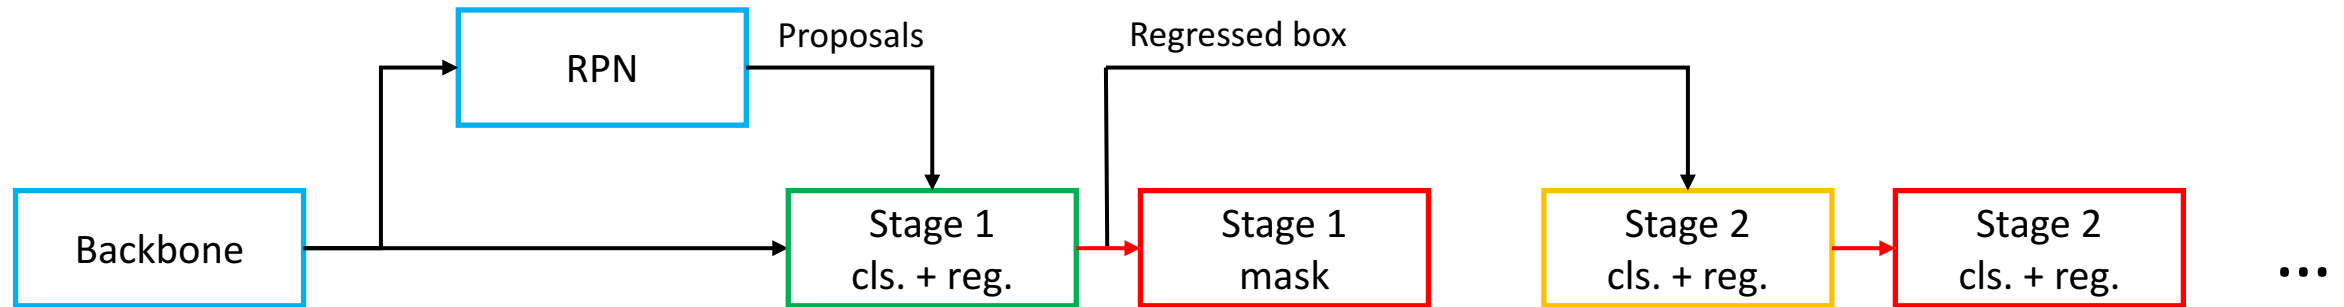 Proposals
Regressed box
RPN
Backbone
Stage 1
cls. + reg.
Stage 1
mask
Stage 2
cls. + reg.
Stage 2
cls. + reg.
...